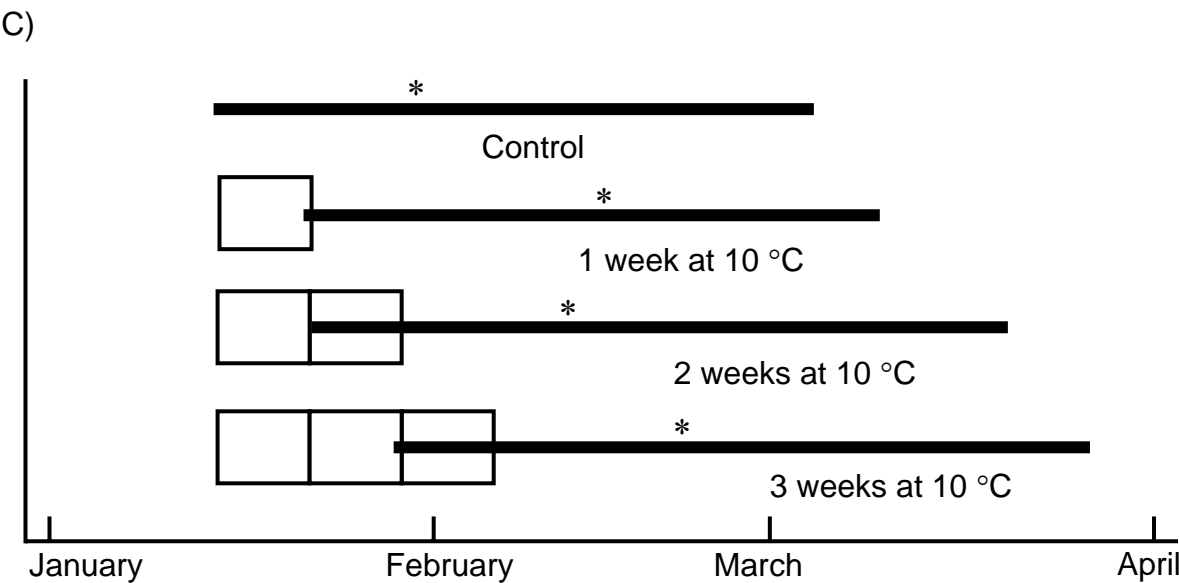 C)
*
Control
*
1 week at 10 °C
*
2 weeks at 10 °C
*
3 weeks at 10 °C
January February March April